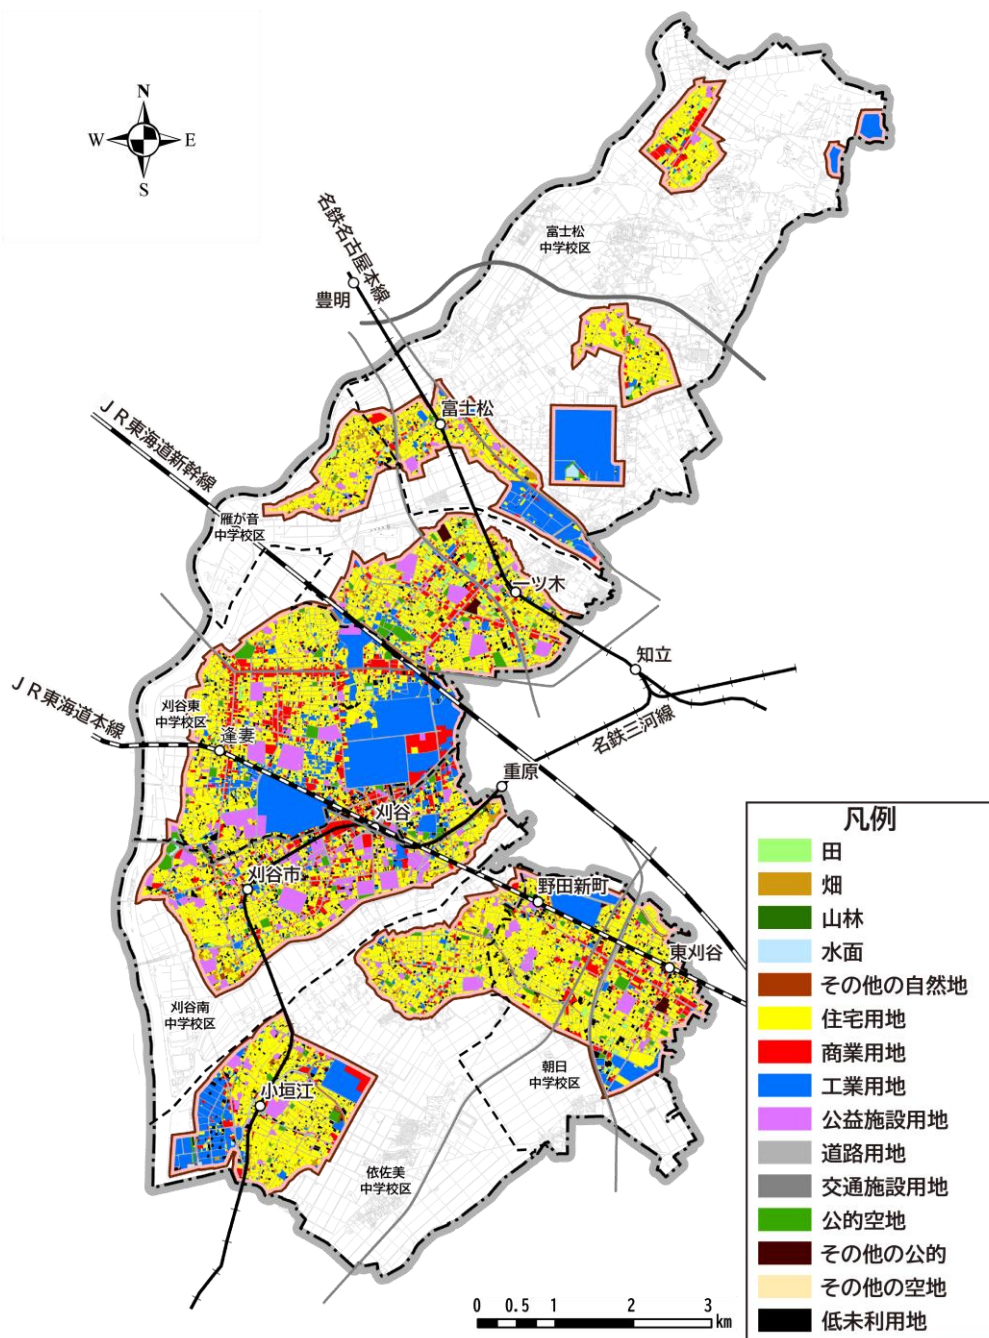 N
W
E
S
名鉄名古屋本線
富士松
中学校区
豊明
JR東海道新幹線
富士松
雁が音
中学校区
一ツ木
知立
JR東海道本線
刈谷東
中学校区
逢妻
名鉄三河線
重原
刈谷
刈谷市
野田新町
東刈谷
刈谷南
中学校区
朝日
中学校区
小垣江
依佐美
中学校区
凡例
田
畑
山林
水面
その他の自然地
住宅用地
商業用地
工業用地
公益施設用地
道路用地
交通施設用地
公的空地
その他の公的
その他の空地
低未利用地
0 0.5 1 2 3
km